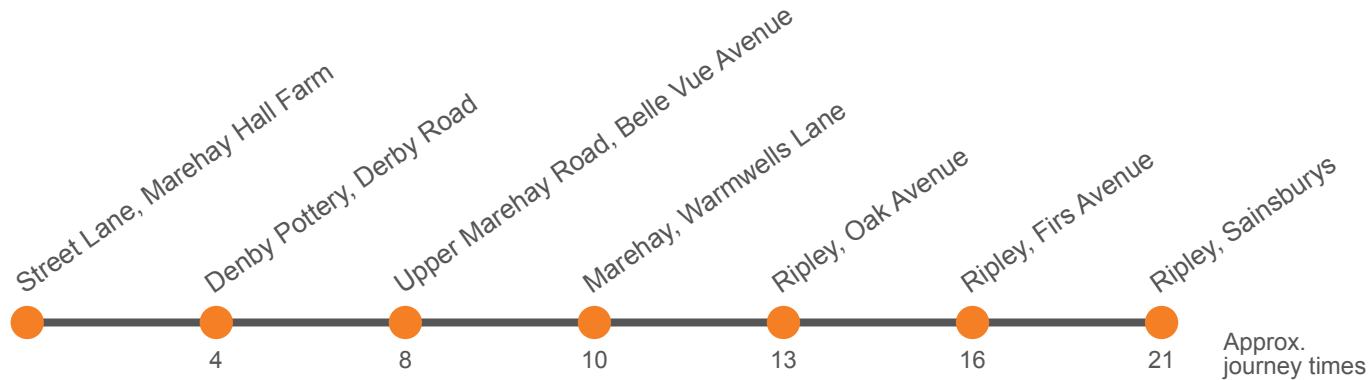 Street Lane, Marehay Hall Farm
Denby Pottery, Derby Road
Upper Marehay Road, Belle Vue Avenue
Marehay, Warmwells Lane
Ripley, Oak Avenue
Ripley, Firs Avenue
Ripley, Sainsburys
4
8
10
13
16
21
Approx.
journey times